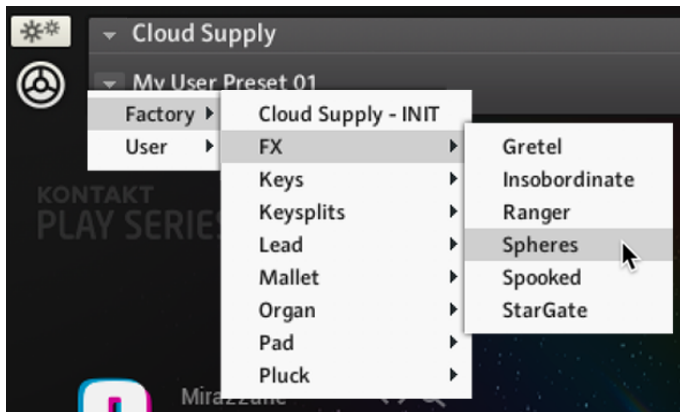 Cloud Supply
My User Preset 01
Factory
User
Cloud Supply - INIT
FX
Keys
Keysplits
Lead
Mallet
Organ
Pad
Pluck
Gretel
Insobordinate
Ranger
Spheres
Spooked
StarGate
KONTAKT
PLAY SERIES